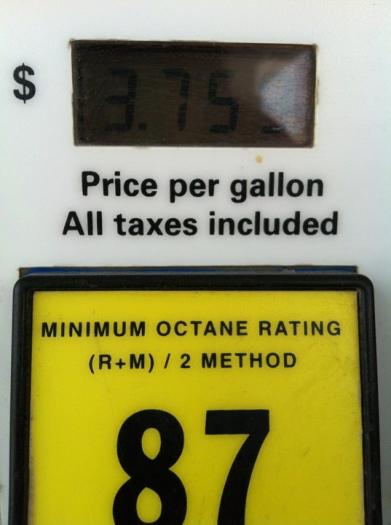 $ 3.75
Price per gallon
All taxes included
MINIMUM OCTANE RATING
(R+M) / 2 METHOD
87